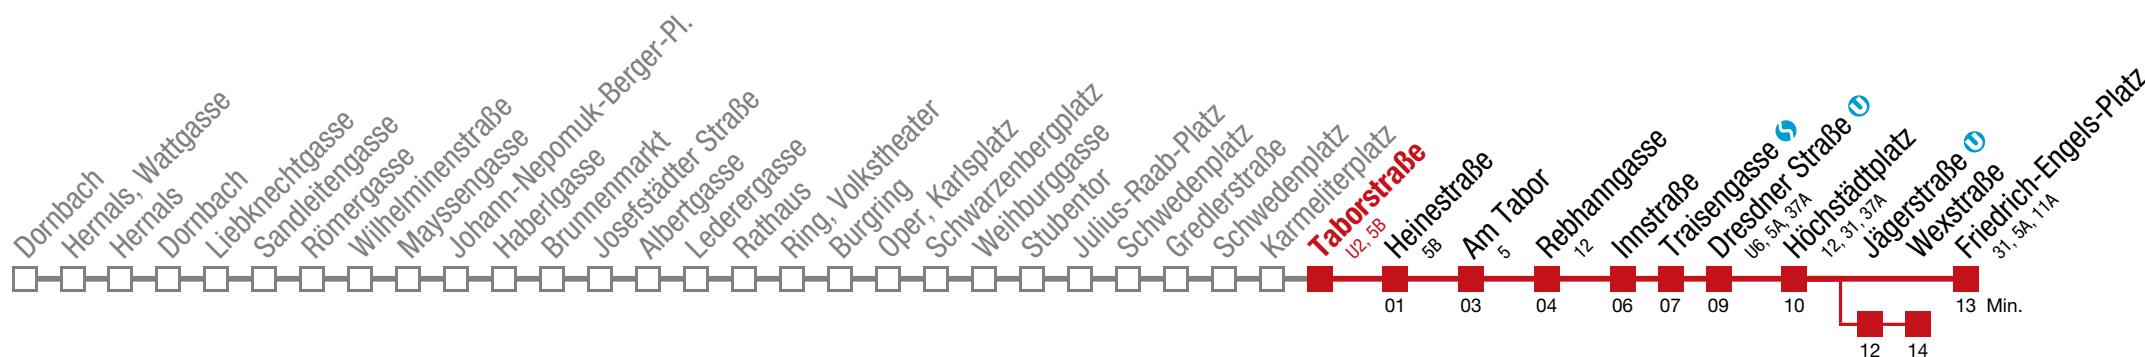 Dornbach
Hernals, Wattgasse
Hernals
Dornbach
Liebknechtgasse
Sandleitengasse
Römergasse
Wilhelminenstraße
Mayssengasse
Johann-Nepomuk-Berger-Pl.
Haberlgasse
Brunnenmarkt
Josefstädter Straße
Albertgasse
Lederergasse
Rathaus
Ring, Volkstheater
Burgring
Oper, Karlsplatz
Schwarzenbergplatz
Weihburggasse
Stubentor
Julius-Raab-Platz
Schwedenplatz
Gredlerstraße
Schwedenplatz
Karmeliterplatz
Taborstraße
U2, 5B
Heinestraße
5B
Am Tabor
5
Rebhanngasse
12
Innstraße
Traisengasse
Dresdner Straße U
U6, 5A, 37A
Höchstädtplatz
12, 31, 37A
Jägerstraße U
Wexstraße
Friedrich-Engels-Platz
31, 5A, 11A
01 03 04 06 07 09 10 13 Min.
12 14